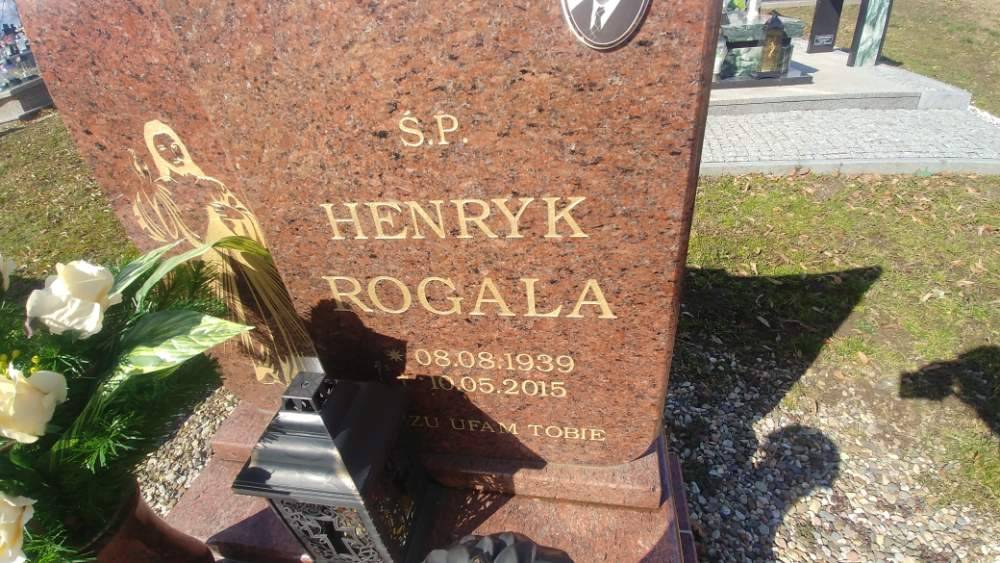 Ś.P.
HENRYK
ROGALA
* 08.08.1939
10.05.2015
UFAM TOBIE